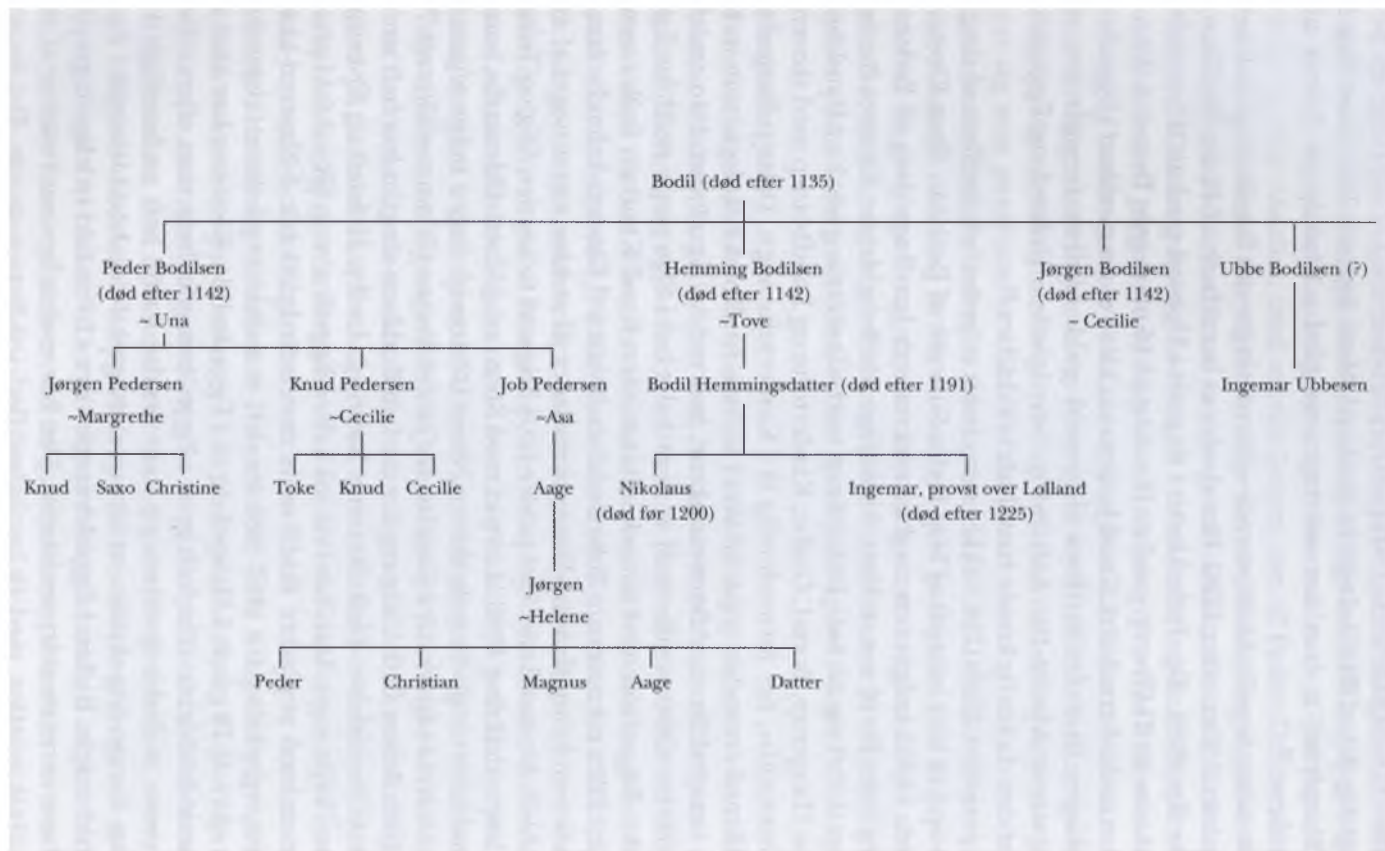 Bodil (død efter 1135)
Peder Bodilsen
(død efter 1142)
~ Una
Hemming Bodilsen
(død efter 1142)
~Tove
Jørgen Bodilsen
(død efter 1142)
~ Cecilie
Ubbe Bodilsen (?)
Jørgen Pedersen
~Margrethe
Knud Pedersen
~Cecilie
Job Pedersen
~Asa
Bodil Hemmingsdatter (død efter 1191)
Ingemar Ubbesen
Knud Saxo Christine
Toke Knud Cecilie
Aage
Nikolaus
(død før 1200)
Ingemar, provst over Lolland
(død efter 1225)
Jørgen
~Helene
Peder Christian Magnus Aage Datter